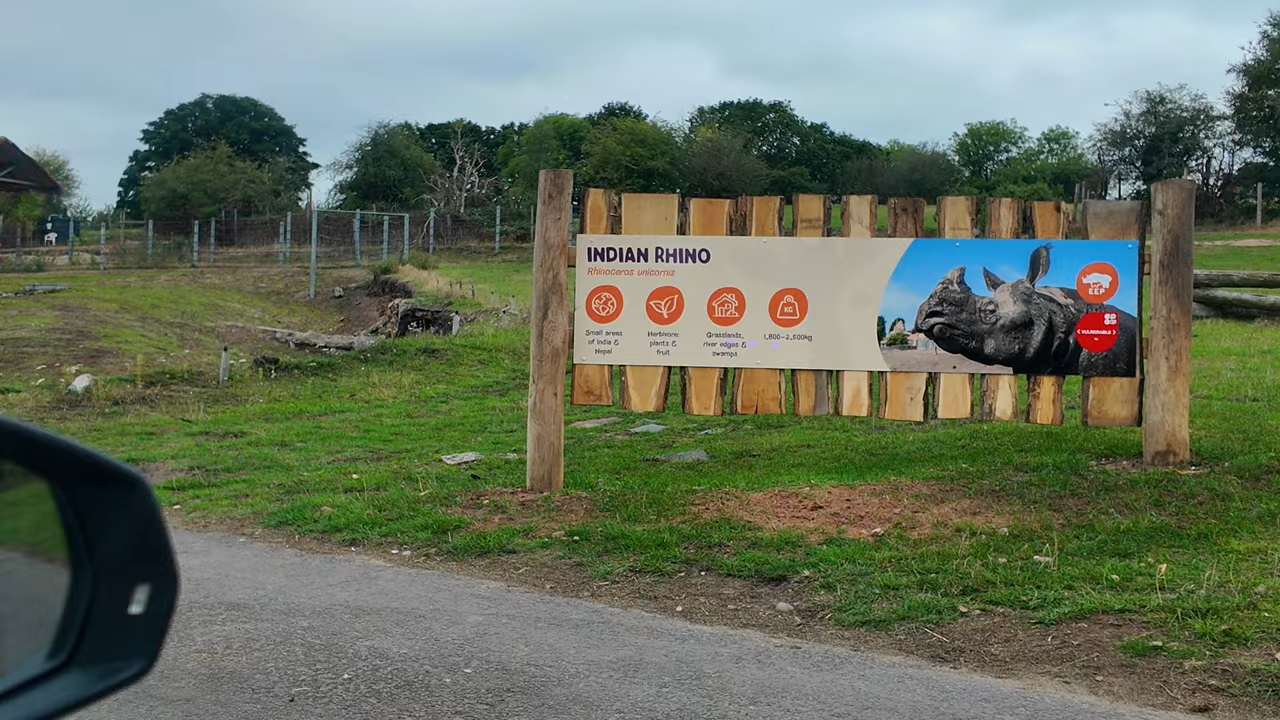 INDIAN RHINO
Rhinoceros unicornis
KG
Small areas
of India &
Nepal
Herbivore:
plants &
fruit
Grasslands,
river edges &
swamps
1,800-2,500kg
EEP
VULNERABLE